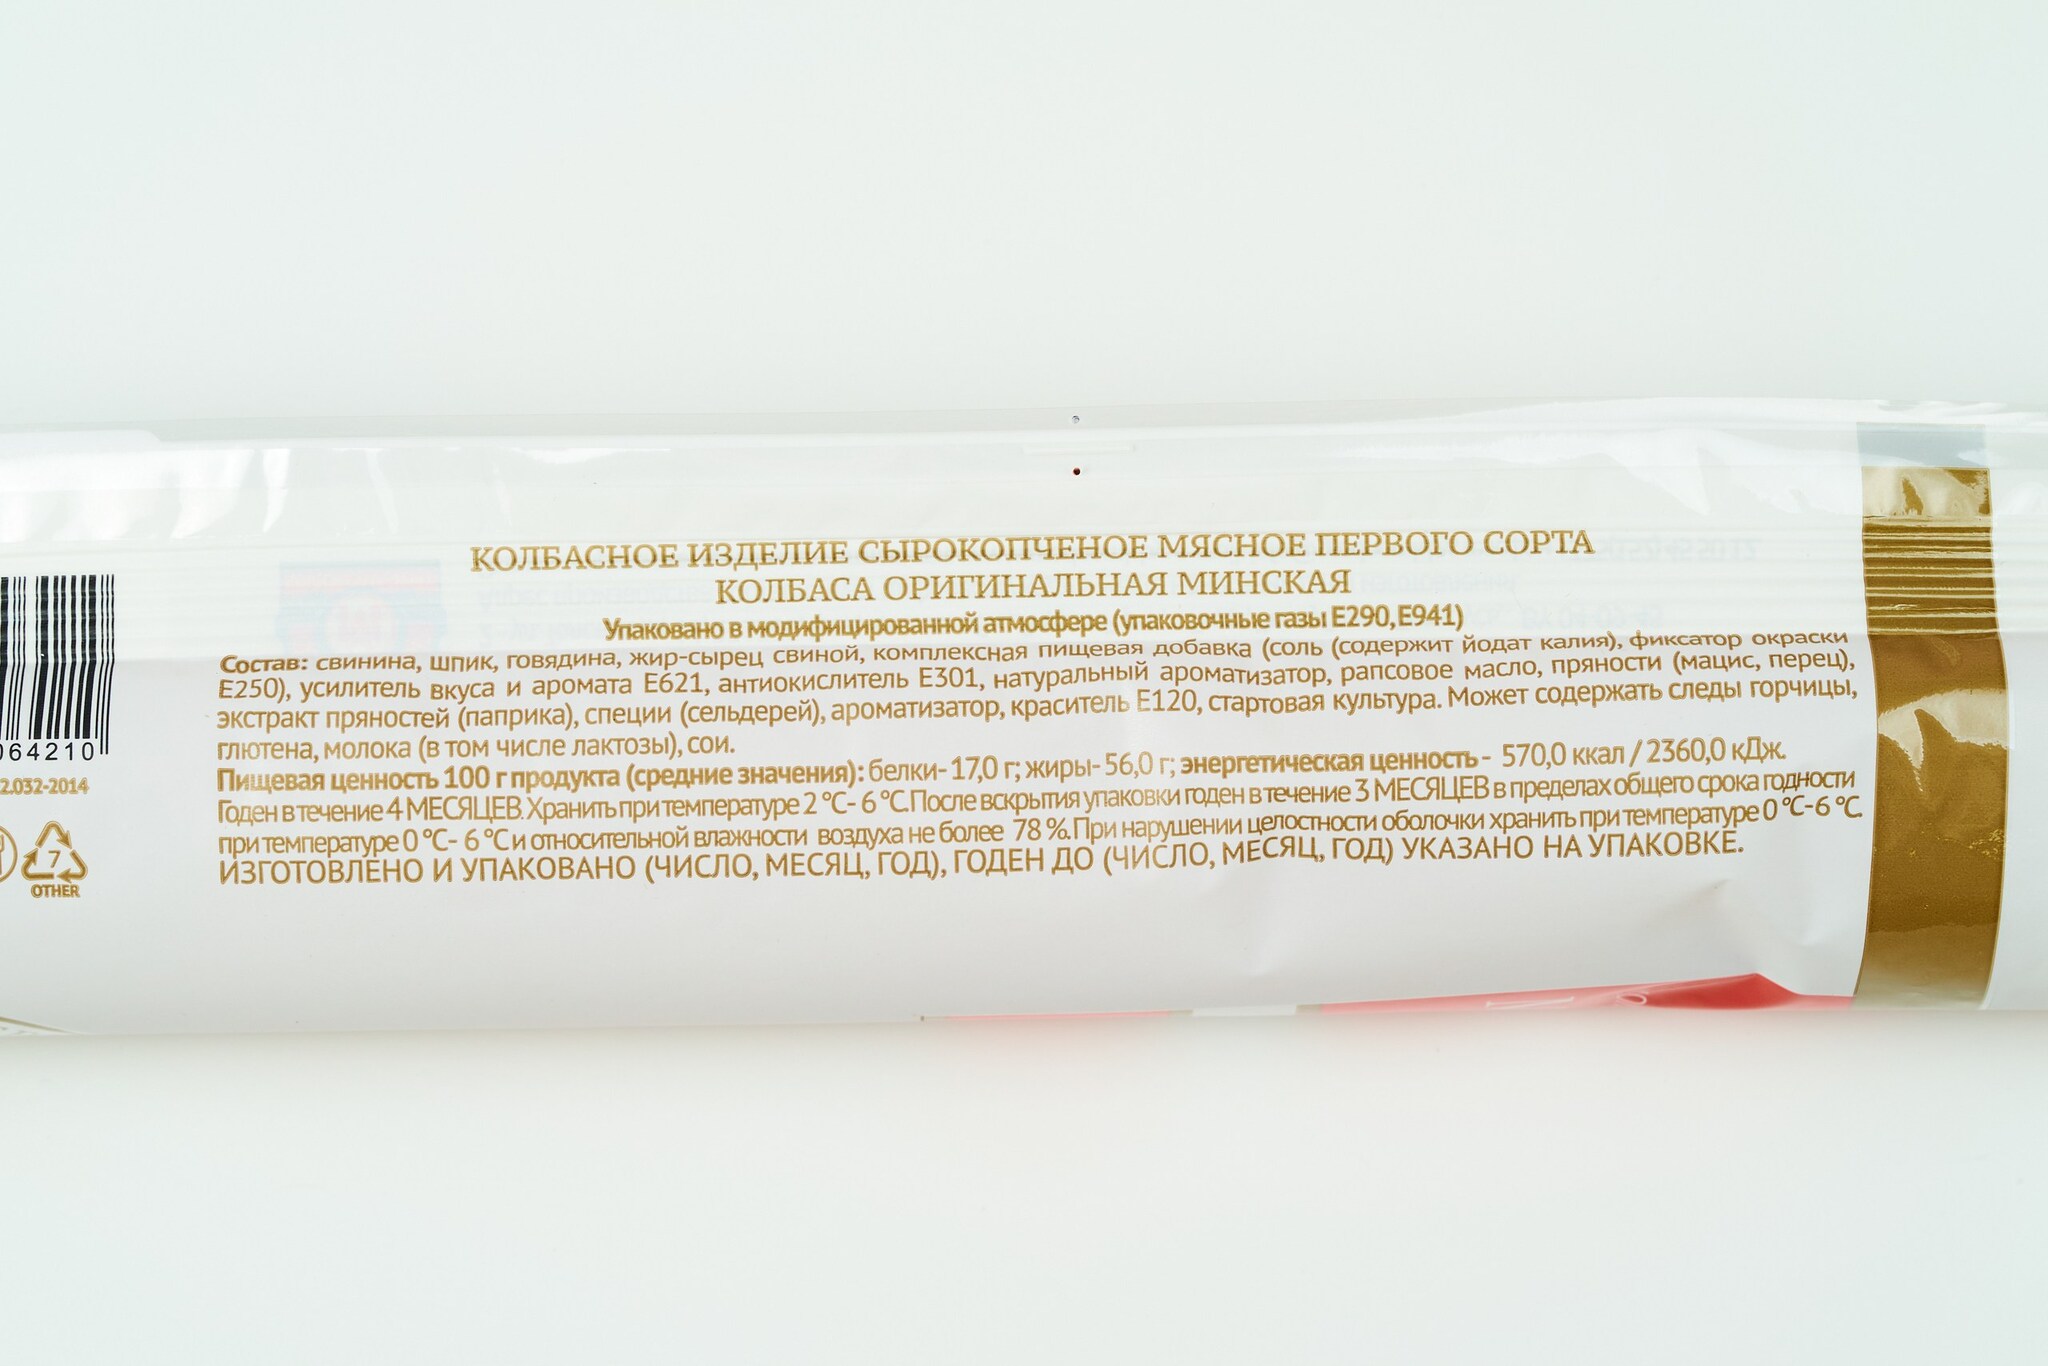 КОЛБАСНОЕ ИЗДЕЛИЕ СЫРОКОПЧЕНОЕ МЯСНОЕ ПЕРВОГО СОРТА
КОЛБАСА ОРИГИНАЛЬНАЯ МИНСКАЯ
Упаковано в модифицированной атмосфере (упаковочные газы Е290, Е941)
Состав: свинина, шпик, говядина, жир-сырец свиной, комплексная пищевая добавка (соль (содержит йодат калия), фиксатор окраски
Е250), усилитель вкуса и аромата Е621, антиокислитель Е301, натуральный ароматизатор, рапсовое масло, пряности (мацис, перец),
экстракт пряностей (паприка), специи (сельдерей), ароматизатор, краситель Е120, стартовая культура. Может содержать следы горчицы,
глютена, молока (в том числе лактозы), сои.
Пищевая ценность 100 г продукта (средние значения): белки- 17,0 г; жиры- 56,0 г; энергетическая ценность - 570,0 ккал / 2360,0 кДж.
Годен в течение 4 МЕСЯЦЕВ. Хранить при температуре 2 °С- 6 °С. После вскрытия упаковки годен в течение 3 МЕСЯЦЕВ в пределах общего срока годности
при температуре 0 °С- 6 °С и относительной влажности воздуха не более 78 %. При нарушении целостности оболочки хранить при температуре 0 °С-6 °С.
ИЗГОТОВЛЕНО И УПАКОВАНО (ЧИСЛО, МЕСЯЦ, ГОД), ГОДЕН ДО (ЧИСЛО, МЕСЯЦ, ГОД) УКАЗАНО НА УПАКОВКЕ.
064210
2.032-2014
7
OTHER